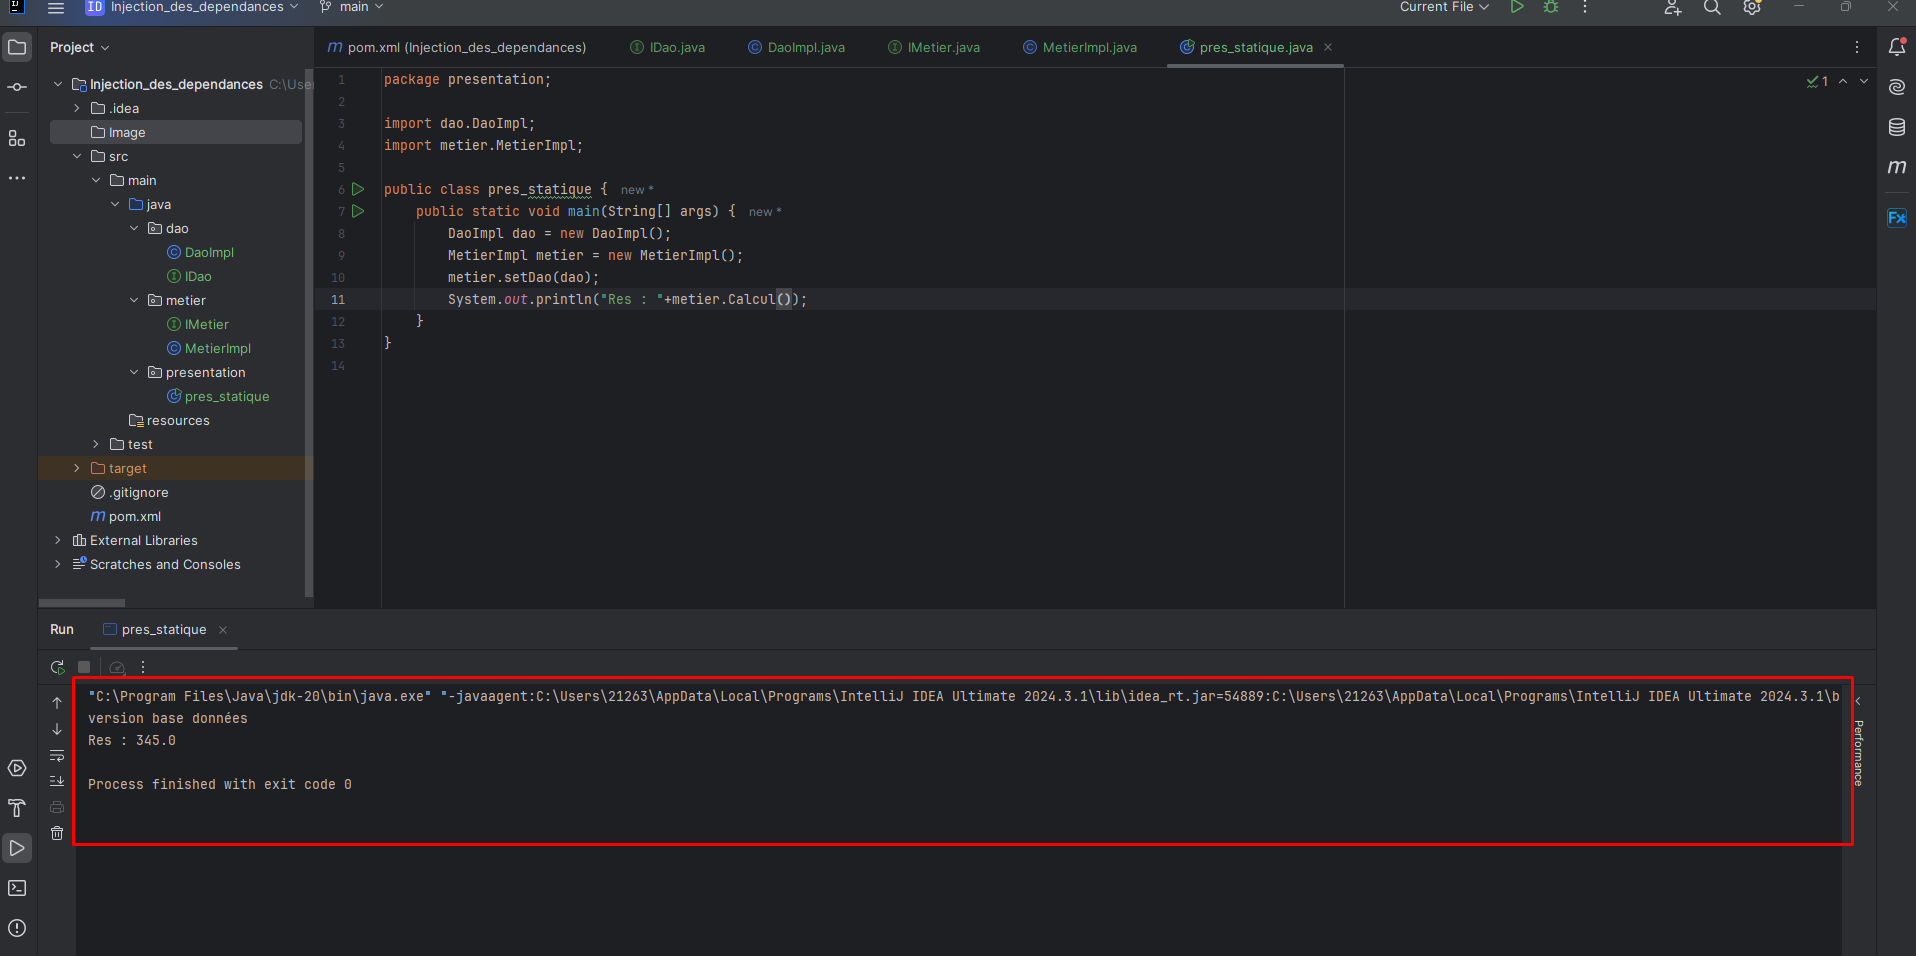 ID Injection_des_dependances main Current File
Project
Injection_des_dependances C:\User
.idea
Image
src
main
java
dao
DaoImpl
IDao
metier
IMetier
MetierImpl
presentation
pres_statique
resources
test
target
.gitignore
pom.xml
External Libraries
Scratches and Consoles
pom.xml (Injection_des_dependances) IDao.java DaoImpl.java IMetier.java MetierImpl.java pres_statique.java
1 package presentation;
2
3 import dao.DaoImpl;
4 import metier.MetierImpl;
5
6 public class pres_statique { new *
7 public static void main(String[] args) { new *
8 DaoImpl dao = new DaoImpl();
9 MetierImpl metier = new MetierImpl();
10 metier.setDao(dao);
11 System.out.println("Res : "+metier.Calcul());
12 }
13 }
14
1
Run pres_statique
"C:\Program Files\Java\jdk-20\bin\java.exe" "-javaagent:C:\Users\21263\AppData\Local\Programs\IntelliJ IDEA Ultimate 2024.3.1\lib\idea_rt.jar=54889:C:\Users\21263\AppData\Local\Programs\IntelliJ IDEA Ultimate 2024.3.1\b
version base données
Res : 345.0
Process finished with exit code 0
Performance
Fx